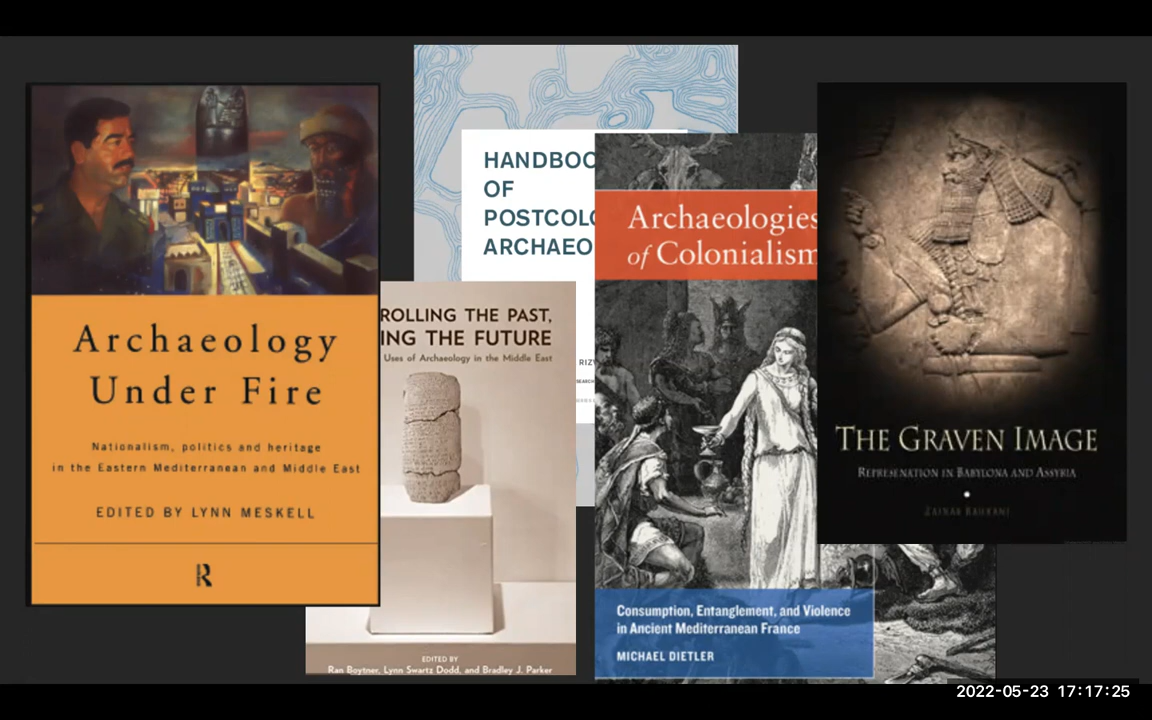 Archaeology
Under Fire
Nationalism, politics and heritage
in the Eastern Mediterranean and Middle East
EDITED BY LYNN MESKELL
R
ROLLING THE PAST,
ING THE FUTURE
Uses of Archaeology in the Middle East
EDITED BY
Ran Boytner, Lynn Swartz Dodd, and Bradley J. Parker
HANDBOO
OF
POSTCOLO
ARCHAEO
RIZV
Archaeologies
of Colonialism
Consumption, Entanglement, and Violence
in Ancient Mediterranean France
MICHAEL DIETLER
THE GRAVEN IMAGE
REPRESENATION IN BABYLONA AND ASSYRIA
ZAINAB BAHRANI
2022-05-23 17:17:25